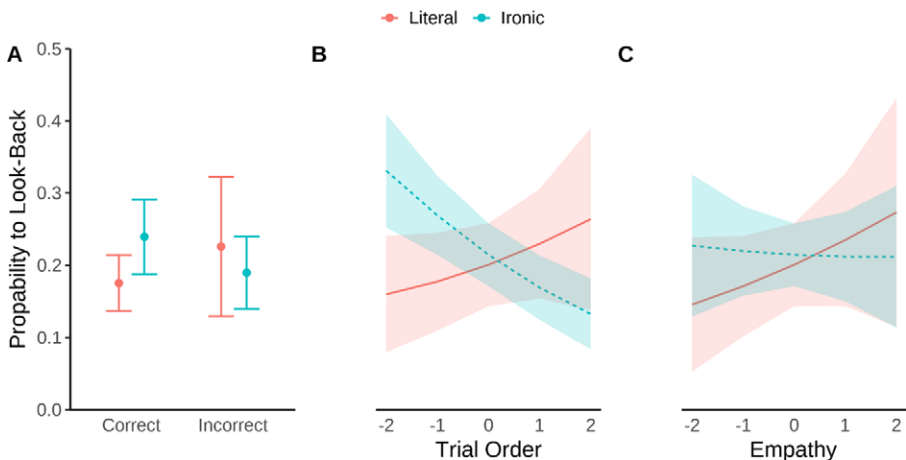 Literal Ironic
A
B
C
Propability to Look-Back
0.5
0.4
0.3
0.2
0.1
0.0
Correct Incorrect
-2 -1 0 1 2
Trial Order
-2 -1 0 1 2
Empathy